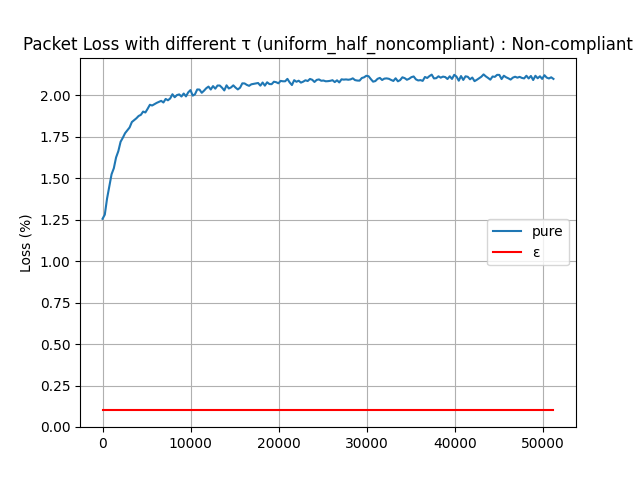 Packet Loss with different τ (uniform_half_noncompliant) : Non-compliant
2.00
1.75
1.50
1.25
1.00
0.75
0.50
0.25
0.00
Loss (%)
pure
ε
0 10000 20000 30000 40000 50000